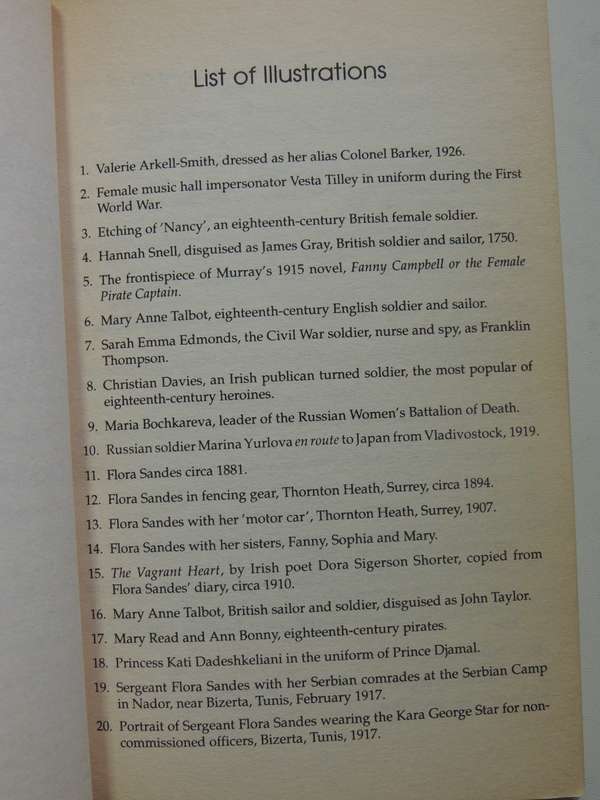 List of Illustrations
1. Valerie Arkell-Smith, dressed as her alias Colonel Barker, 1926.
2. Female music hall impersonator Vesta Tilley in uniform during the First
World War.
3. Etching of 'Nancy', an eighteenth-century British female soldier.
4. Hannah Snell, disguised as James Gray, British soldier and sailor, 1750.
5. The frontispiece of Murray's 1915 novel, Fanny Campbell or the Female
Pirate Captain.
6. Mary Anne Talbot, eighteenth-century English soldier and sailor.
7. Sarah Emma Edmonds, the Civil War soldier, nurse and spy, as Franklin
Thompson.
8. Christian Davies, an Irish publican turned soldier, the most popular of
eighteenth-century heroines.
9. Maria Bochkareva, leader of the Russian Women's Battalion of Death.
10. Russian soldier Marina Yurlova en route to Japan from Vladivostock, 1919.
11. Flora Sandes circa 1881.
12. Flora Sandes in fencing gear, Thornton Heath, Surrey, circa 1894.
13. Flora Sandes with her 'motor car', Thornton Heath, Surrey, 1907.
14. Flora Sandes with her sisters, Fanny, Sophia and Mary.
15. The Vagrant Heart, by Irish poet Dora Sigerson Shorter, copied from
Flora Sandes' diary, circa 1910.
16. Mary Anne Talbot, British sailor and soldier, disguised as John Taylor.
17. Mary Read and Ann Bonny, eighteenth-century pirates.
18. Princess Kati Dadeshkeliani in the uniform of Prince Djamal.
19. Sergeant Flora Sandes with her Serbian comrades at the Serbian Camp
in Nador, near Bizerta, Tunis, February 1917.
20. Portrait of Sergeant Flora Sandes wearing the Kara George Star for non-
commissioned officers, Bizerta, Tunis, 1917.